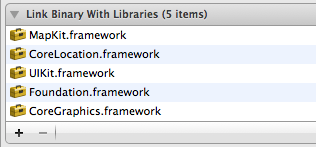 Link Binary With Libraries (5 items)
MapKit.framework
CoreLocation.framework
UIKit.framework
Foundation.framework
CoreGraphics.framework
+ −